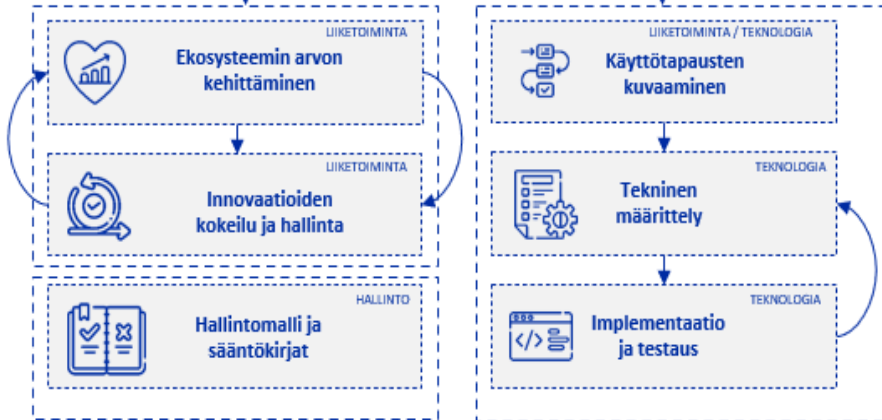 LIIKETOIMINTA
Ekosysteemin arvon
kehittäminen
LIIKETOIMINTA
Innovaatioiden
kokeilu ja hallinta
HALLINTO
Hallintomalli ja
sääntökirjat
LIIKETOIMINTA / TEKNOLOGIA
Käyttötapausten
kuvaaminen
TEKNOLOGIA
Tekninen
määrittely
TEKNOLOGIA
Implementaatio
ja testaus